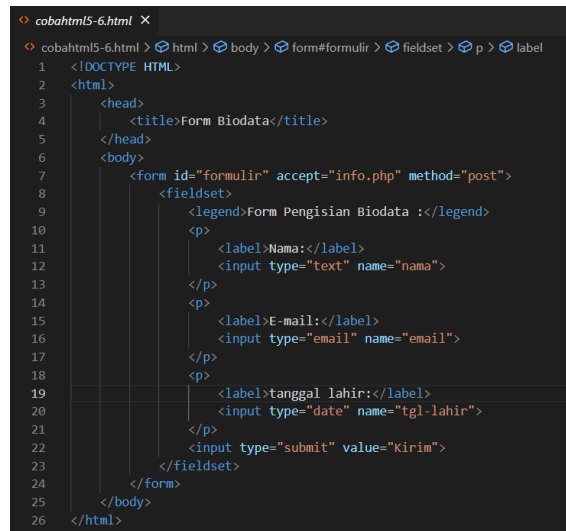 cobahtml5-6.html ×
cobahtml5-6.html > html > body > form#formulir > fieldset > p > label
1 <!DOCTYPE HTML>
2 <html>
3 <head>
4 <title>Form Biodata</title>
5 </head>
6 <body>
7 <form id="formulir" accept="info.php" method="post">
8 <fieldset>
9 <legend>Form Pengisian Biodata :</legend>
10 <p>
11 <label>Nama:</label>
12 <input type="text" name="nama">
13 </p>
14 <p>
15 <label>E-mail:</label>
16 <input type="email" name="email">
17 </p>
18 <p>
19 <label>tanggal lahir:</label>
20 <input type="date" name="tgl-lahir">
21 </p>
22 <input type="submit" value="Kirim">
23 </fieldset>
24 </form>
25 </body>
26 </html>